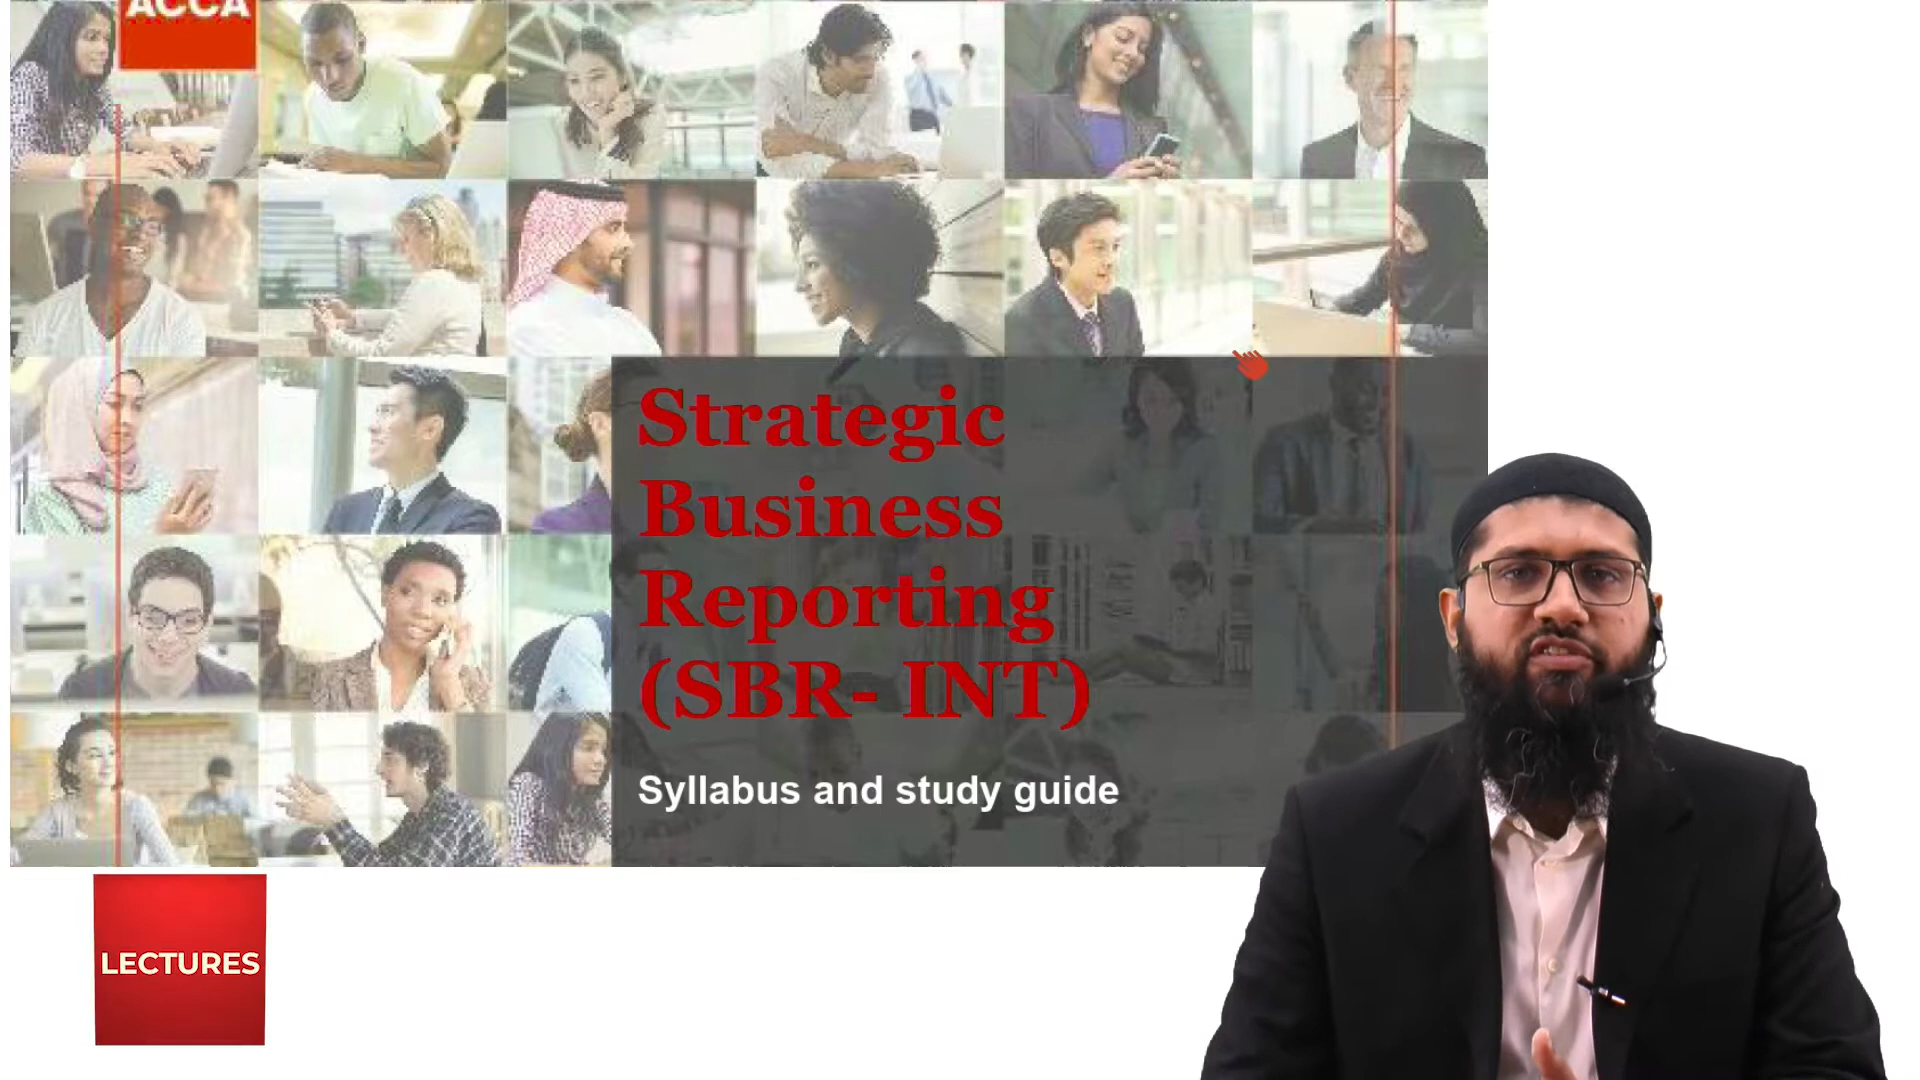 ACCA
Strategic
Business
Reporting
(SBR- INT)
Syllabus and study guide
LECTURES